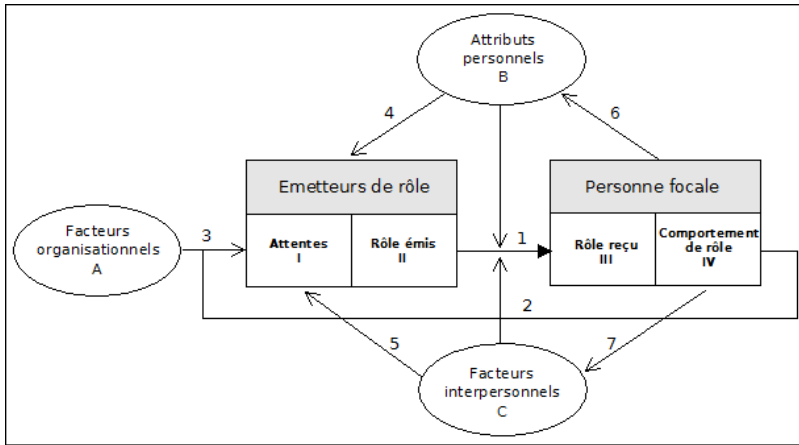 Attributs
personnels
B
4
6
Emetteurs de rôle
Personne focale
Facteurs
organisationnels
A
3
Attentes
I
Rôle émis
II
1
Rôle reçu
III
Comportement
de rôle
IV
2
5
7
Facteurs
interpersonnels
C